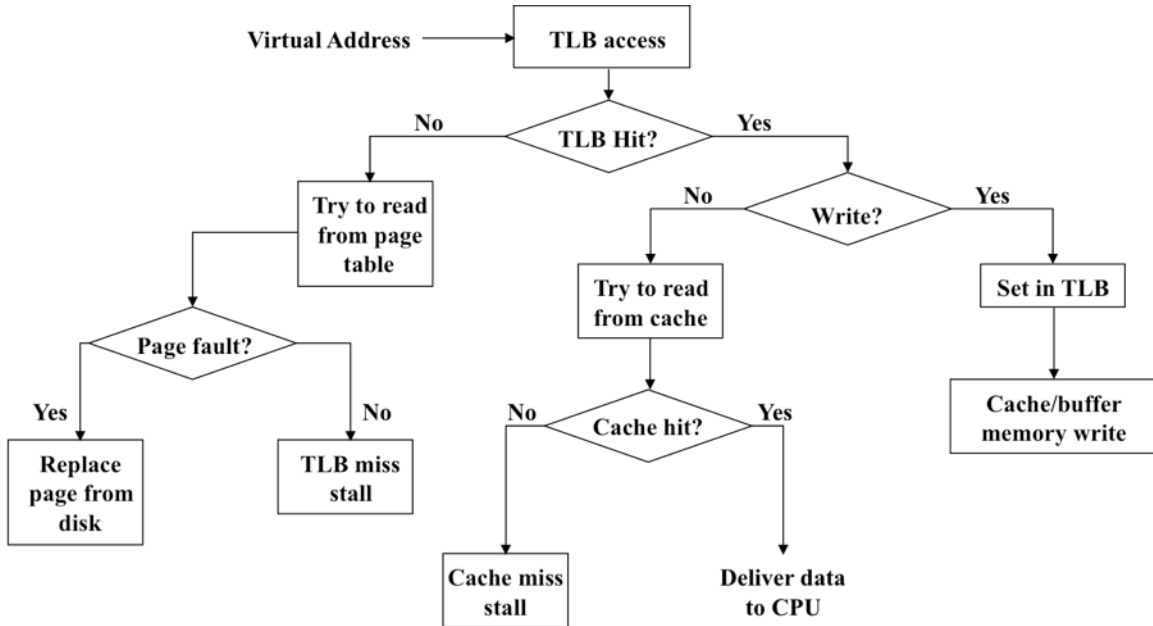 Virtual Address
TLB access
TLB Hit?
No
Yes
Try to read
from page
table
Write?
No
Yes
Try to read
from cache
Set in TLB
Page fault?
Yes
No
Cache hit?
No
Yes
Cache/buffer
memory write
Replace
page from
disk
TLB miss
stall
Cache miss
stall
Deliver data
to CPU